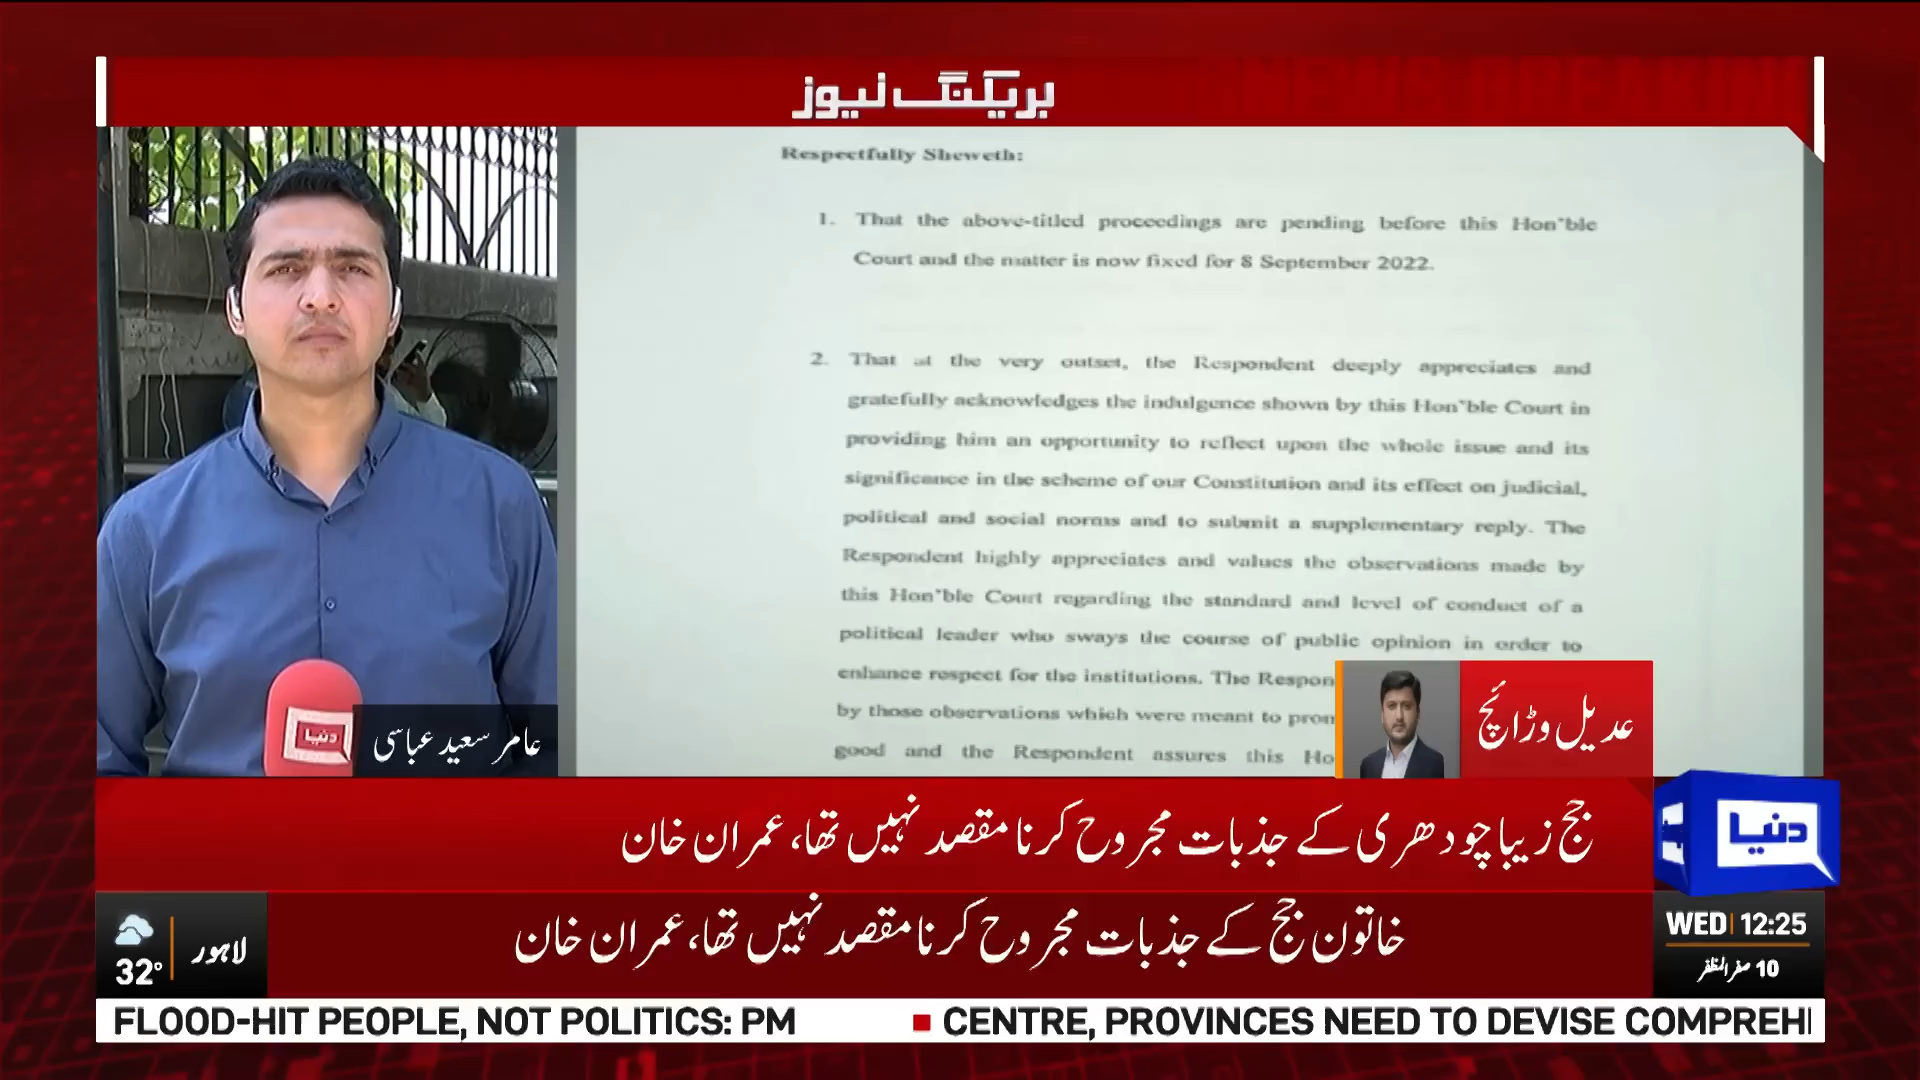 بریکنگ نیوز
Respectfully Sheweth:
1. That the above-titled proceedings are pending before this Hon'ble
Court and the matter is now fixed for 8 September 2022.
2. That at the very outset, the Respondent deeply appreciates and
gratefully acknowledges the indulgence shown by this Hon'ble Court in
providing him an opportunity to reflect upon the whole issue and its
significance in the scheme of our Constitution and its effect on judicial,
political and social norms and to submit a supplementary reply. The
Respondent highly appreciates and values the observations made by
this Hon'ble Court regarding the standard and level of conduct of a
political leader who sways the course of public opinion in order to
enhance respect for the institutions. The Respon
by those observations which were meant to pron
good and the Respondent assures this Ho
عدیل وڑائچ
دنیا
عامر سعید عباسی
جج زیبا چودھری کے جذبات مجروح کرنا مقصد نہیں تھا، عمران خان
دنیا
خاتون جج کے جذبات مجروح کرنا مقصد نہیں تھا، عمران خان
لاہور
32°
WED 12:25
10 صفر المظفر
FLOOD-HIT PEOPLE, NOT POLITICS: PM
CENTRE, PROVINCES NEED TO DEVISE COMPREH